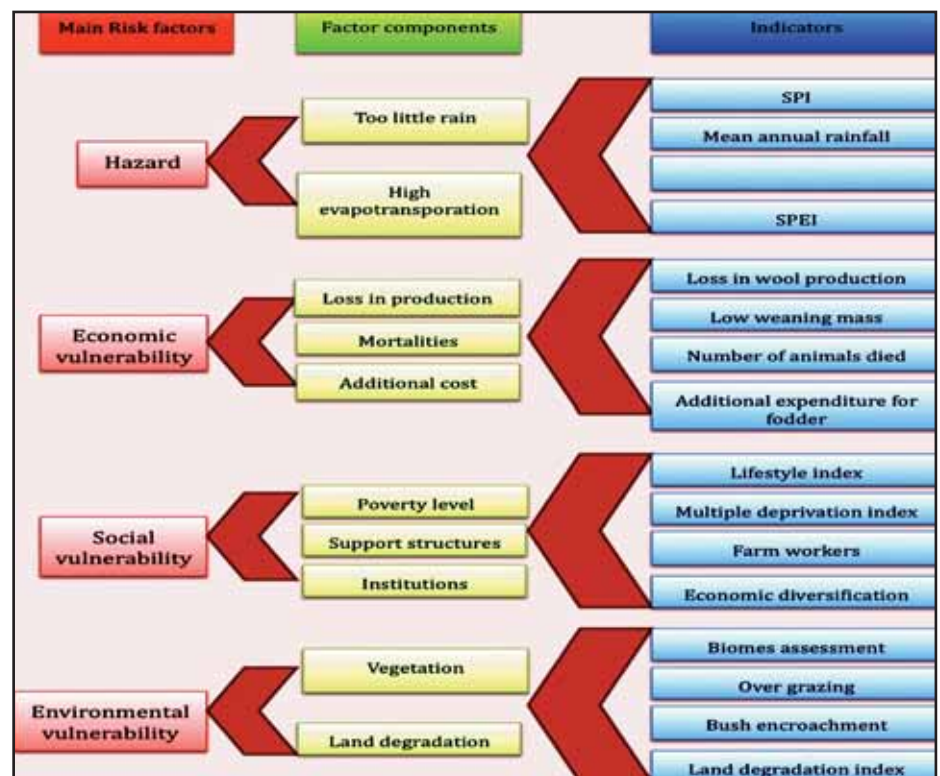 Main Risk factors
Factor components
Indicators
Hazard
Too little rain
High
evapotransporation
SPI
Mean annual rainfall
SPEI
Economic
vulnerability
Loss in production
Mortalities
Additional cost
Loss in wool production
Low weaning mass
Number of animals died
Additional expenditure for
fodder
Social
vulnerability
Poverty level
Support structures
Institutions
Lifestyle index
Multiple deprivation index
Farm workers
Economic diversification
Environmental
vulnerability
Vegetation
Land degradation
Biomes assessment
Over grazing
Bush encroachment
Land degradation index